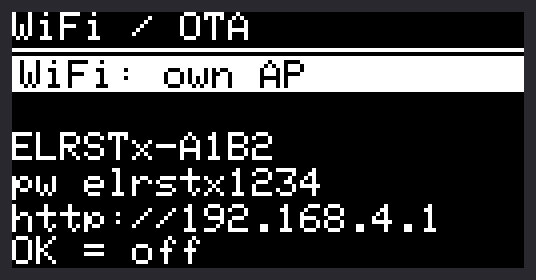 WiFi / OTA
WiFi: own AP
ELRSTx-A1B2
pw elrstx1234
http://192.168.4.1
OK = off